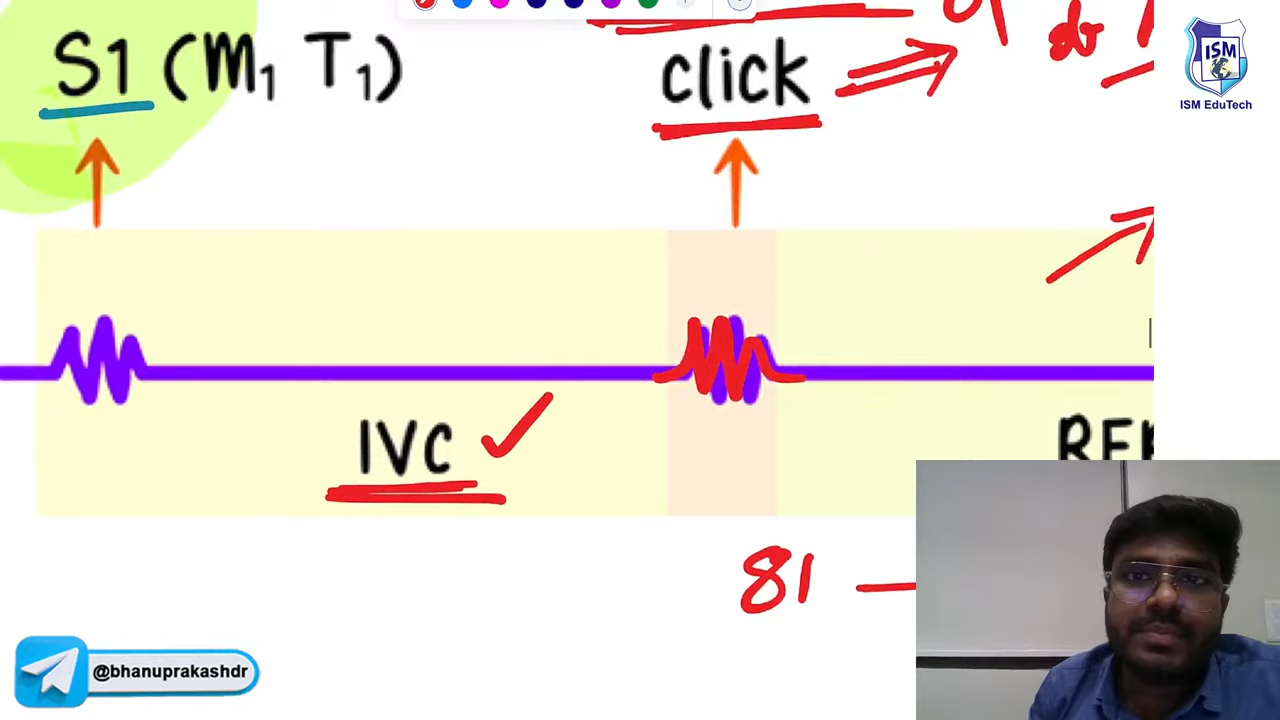 ISM
ISM EduTech
S1 (M1 T1)
click
IVC
81
@bhanuprakashdr